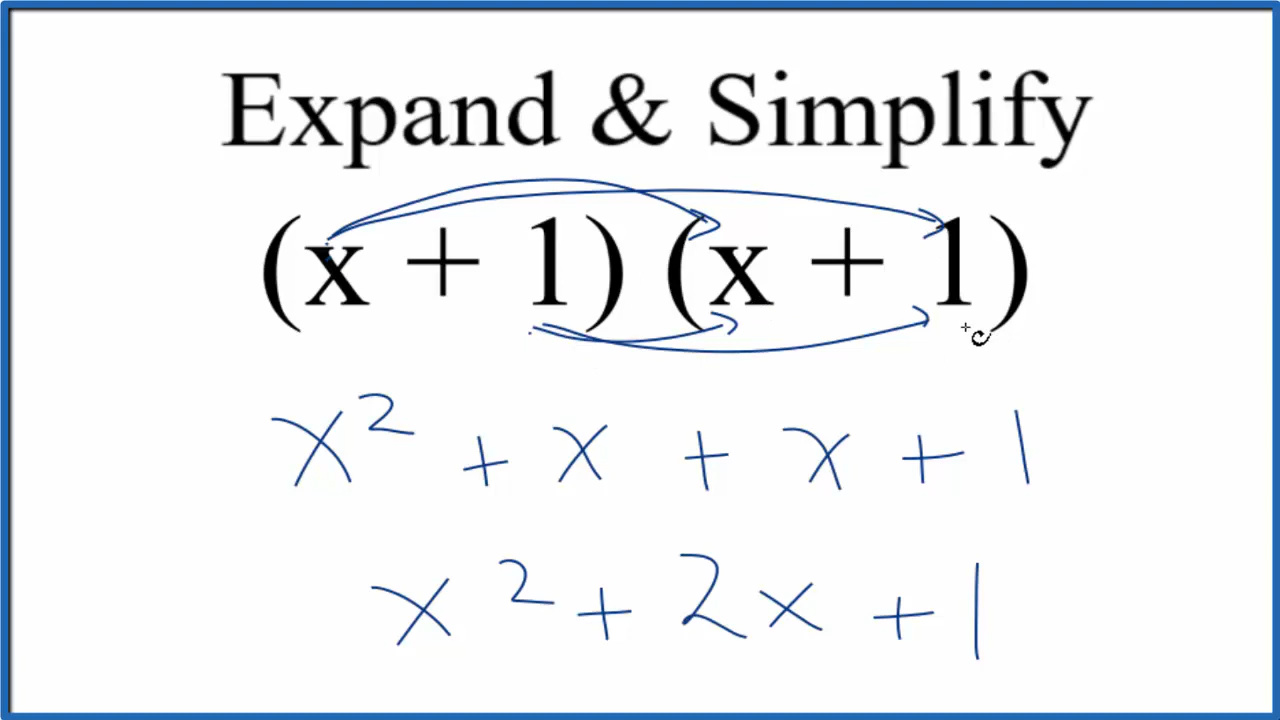 Expand & Simplify
(x + 1) (x + 1)
x² + x + x + 1
x² + 2x + 1